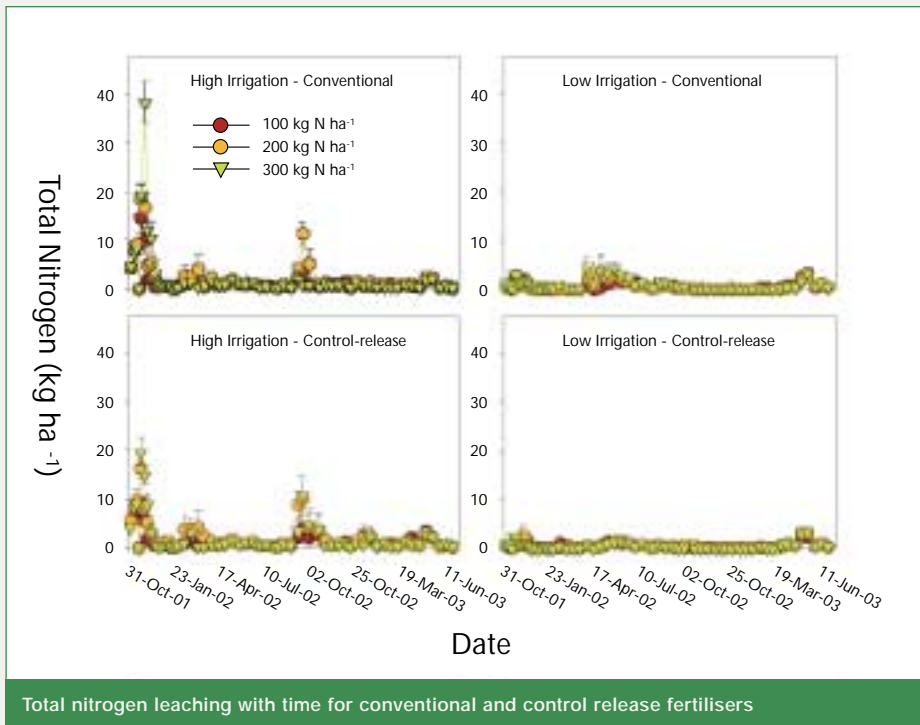 High Irrigation - Conventional
Low Irrigation - Conventional
40
30
20
10
0
100 kg N ha-1
200 kg N ha-1
300 kg N ha-1
40
30
20
10
0
Total Nitrogen (kg ha -1)
High Irrigation - Control-release
Low Irrigation - Control-release
40
30
20
10
0
40
30
20
10
0
31-Oct-01
23-Jan-02
17-Apr-02
10-Jul-02
02-Oct-02
25-Oct-02
19-Mar-03
11-Jun-03
31-Oct-01
23-Jan-02
17-Apr-02
10-Jul-02
02-Oct-02
25-Oct-02
19-Mar-03
11-Jun-03
Date
Total nitrogen leaching with time for conventional and control release fertilisers